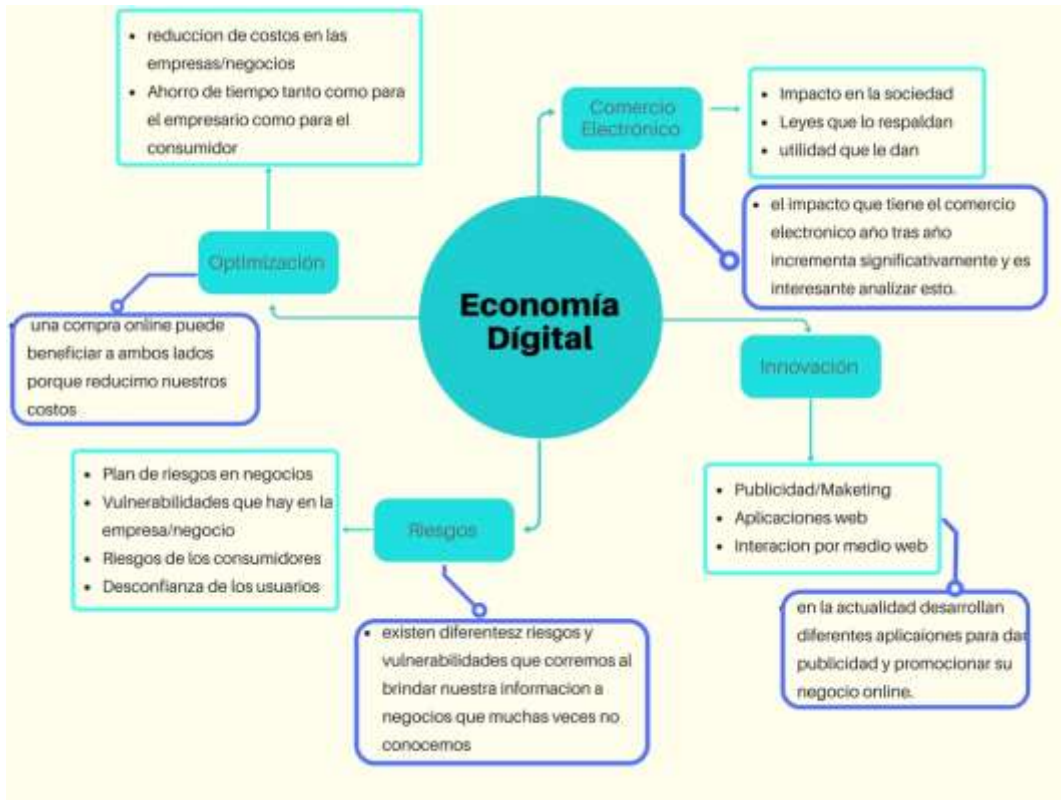 • reduccion de costos en las
empresas/negocios
• Ahorro de tiempo tanto como para
el empresario como para el
consumidor
Comercio
Electrónico
• Impacto en la sociedad
• Leyes que lo respaldan
• utilidad que le dan
• el impacto que tiene el comercio
electronico año tras año
incrementa significativamente y es
interesante analizar esto.
Optimización
• una compra online puede
beneficiar a ambos lados
porque reducimo nuestros
costos
Economía
Dígital
Innovación
• Publicidad/Maketing
• Aplicaciones web
• Interacion por medio web
• en la actualidad desarrollan
diferentes aplicaiones para dar
publicidad y promocionar su
negocio online.
• Plan de riesgos en negocios
• Vulnerabilidades que hay en la
empresa/negocio
• Riesgos de los consumidores
• Desconfianza de los usuarios
Riesgos
• existen diferentesz riesgos y
vulnerabilidades que corremos al
brindar nuestra informacion a
negocios que muchas veces no
conocemos